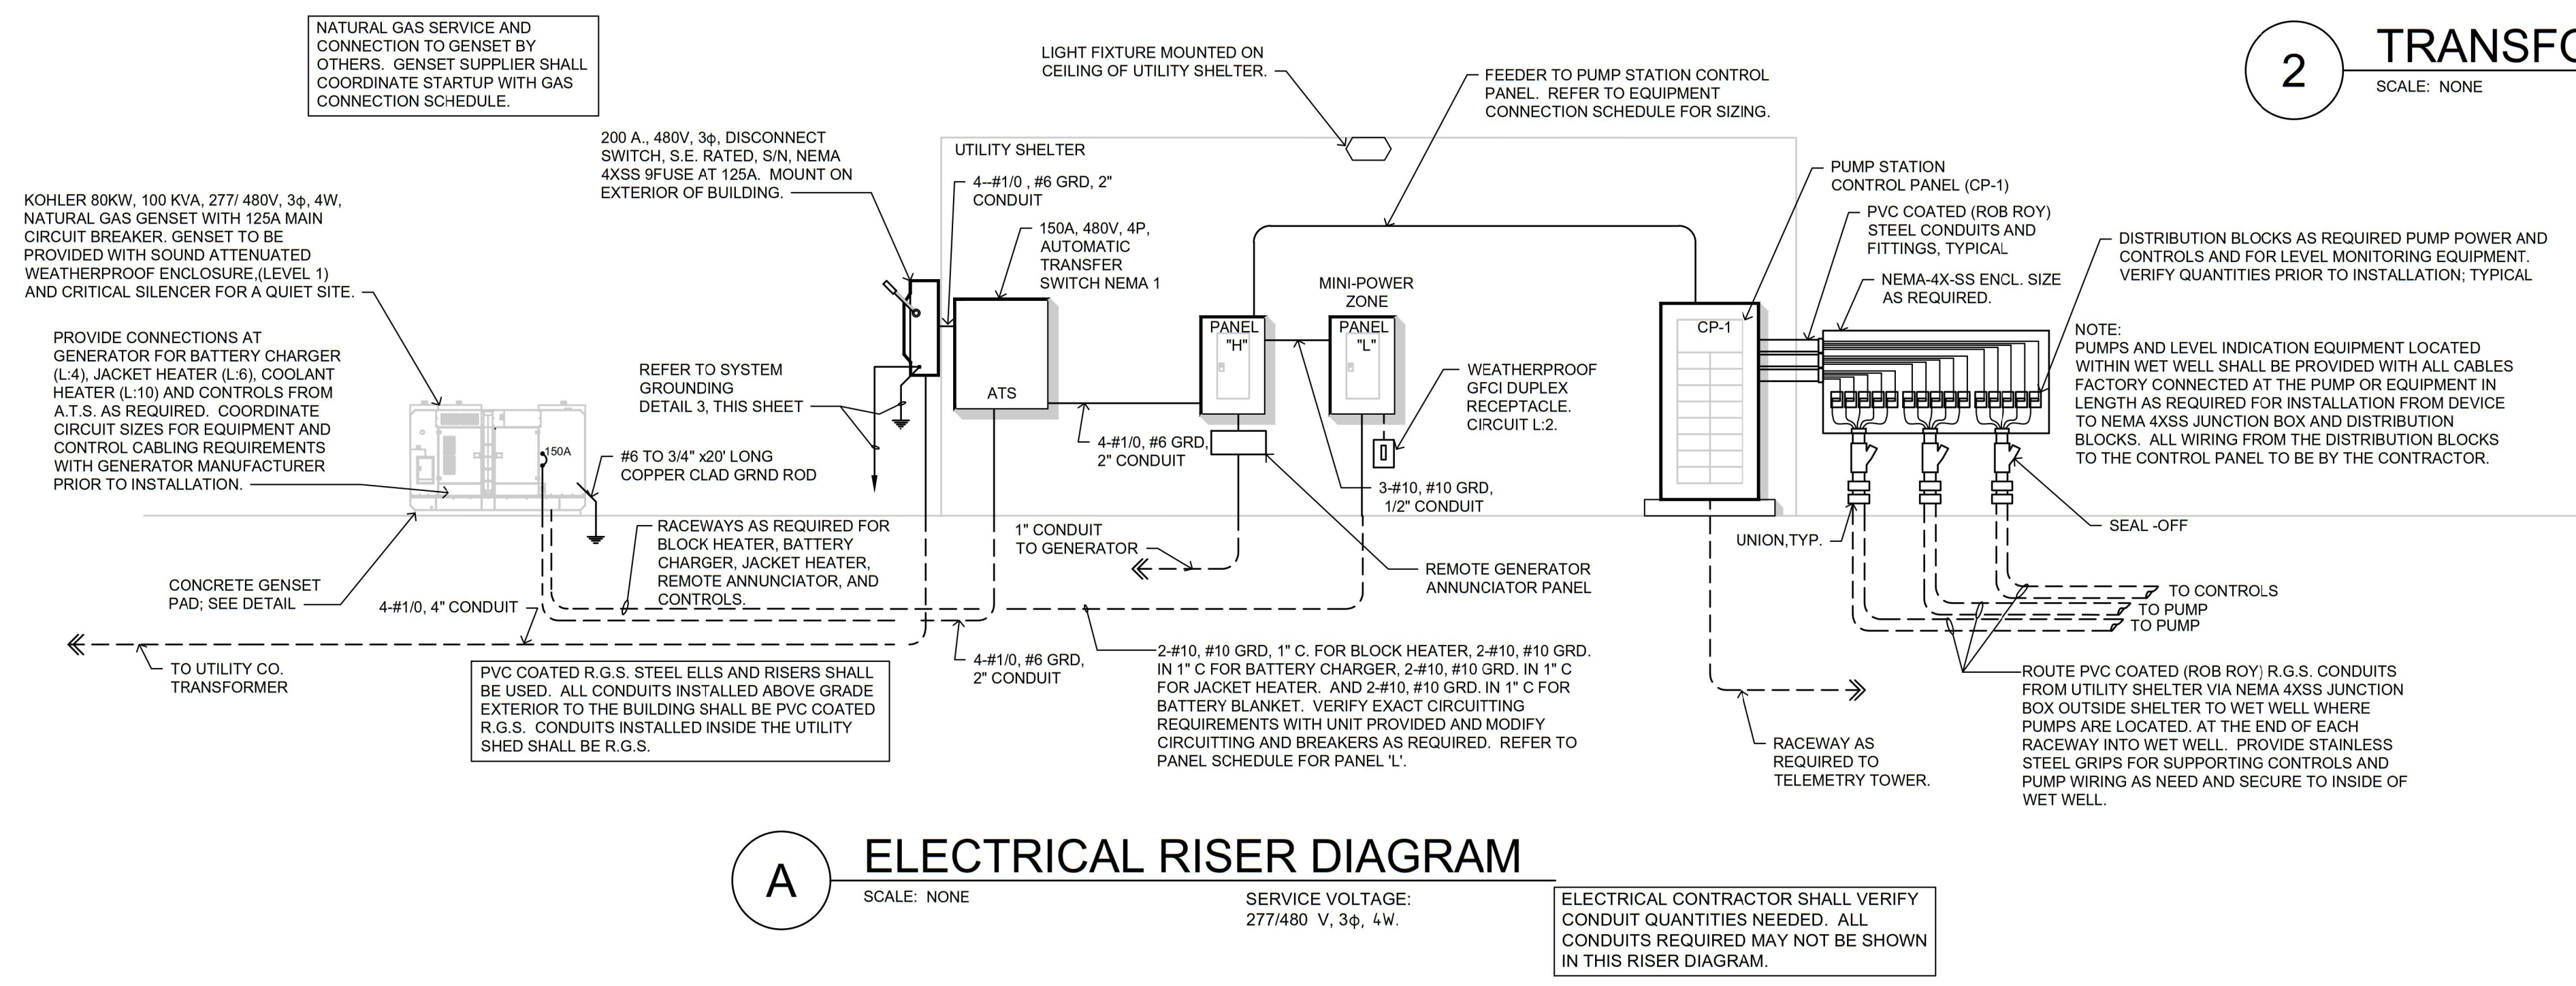 NATURAL GAS SERVICE AND
CONNECTION TO GENSET BY
OTHERS. GENSET SUPPLIER SHALL
COORDINATE STARTUP WITH GAS
CONNECTION SCHEDULE.
LIGHT FIXTURE MOUNTED ON
CEILING OF UTILITY SHELTER.
FEEDER TO PUMP STATION CONTROL
PANEL. REFER TO EQUIPMENT
CONNECTION SCHEDULE FOR SIZING.
2
TRANSFO
SCALE: NONE
200 A., 480V, 3ϕ, DISCONNECT
SWITCH, S.E. RATED, S/N, NEMA
4XSS 9FUSE AT 125A. MOUNT ON
EXTERIOR OF BUILDING.
UTILITY SHELTER
4--#1/0 , #6 GRD, 2"
CONDUIT
150A, 480V, 4P,
AUTOMATIC
TRANSFER
SWITCH NEMA 1
KOHLER 80KW, 100 KVA, 277/ 480V, 3ϕ, 4W,
NATURAL GAS GENSET WITH 125A MAIN
CIRCUIT BREAKER. GENSET TO BE
PROVIDED WITH SOUND ATTENUATED
WEATHERPROOF ENCLOSURE,(LEVEL 1)
AND CRITICAL SILENCER FOR A QUIET SITE.
PROVIDE CONNECTIONS AT
GENERATOR FOR BATTERY CHARGER
(L:4), JACKET HEATER (L:6), COOLANT
HEATER (L:10) AND CONTROLS FROM
A.T.S. AS REQUIRED. COORDINATE
CIRCUIT SIZES FOR EQUIPMENT AND
CONTROL CABLING REQUIREMENTS
WITH GENERATOR MANUFACTURER
PRIOR TO INSTALLATION.
REFER TO SYSTEM
GROUNDING
DETAIL 3, THIS SHEET
150A
#6 TO 3/4" x20' LONG
COPPER CLAD GRND ROD
ATS
4-#1/0, #6 GRD,
2" CONDUIT
PANEL
"H"
MINI-POWER
ZONE
PANEL
"L"
WEATHERPROOF
GFCI DUPLEX
RECEPTACLE.
CIRCUIT L:2.
3-#10, #10 GRD,
1/2" CONDUIT
PUMP STATION
CONTROL PANEL (CP-1)
PVC COATED (ROB ROY)
STEEL CONDUITS AND
FITTINGS, TYPICAL
NEMA-4X-SS ENCL. SIZE
AS REQUIRED.
DISTRIBUTION BLOCKS AS REQUIRED PUMP POWER AND
CONTROLS AND FOR LEVEL MONITORING EQUIPMENT.
VERIFY QUANTITIES PRIOR TO INSTALLATION; TYPICAL
CP-1
NOTE:
PUMPS AND LEVEL INDICATION EQUIPMENT LOCATED
WITHIN WET WELL SHALL BE PROVIDED WITH ALL CABLES
FACTORY CONNECTED AT THE PUMP OR EQUIPMENT IN
LENGTH AS REQUIRED FOR INSTALLATION FROM DEVICE
TO NEMA 4XSS JUNCTION BOX AND DISTRIBUTION
BLOCKS. ALL WIRING FROM THE DISTRIBUTION BLOCKS
TO THE CONTROL PANEL TO BE BY THE CONTRACTOR.
SEAL -OFF
UNION,TYP.
RACEWAYS AS REQUIRED FOR
BLOCK HEATER, BATTERY
CHARGER, JACKET HEATER,
REMOTE ANNUNCIATOR, AND
CONTROLS.
1" CONDUIT
TO GENERATOR
REMOTE GENERATOR
ANNUNCIATOR PANEL
CONCRETE GENSET
PAD; SEE DETAIL
4-#1/0, 4" CONDUIT
TO CONTROLS
TO PUMP
TO PUMP
TO UTILITY CO.
TRANSFORMER
PVC COATED R.G.S. STEEL ELLS AND RISERS SHALL
BE USED. ALL CONDUITS INSTALLED ABOVE GRADE
EXTERIOR TO THE BUILDING SHALL BE PVC COATED
R.G.S. CONDUITS INSTALLED INSIDE THE UTILITY
SHED SHALL BE R.G.S.
4-#1/0, #6 GRD,
2" CONDUIT
2-#10, #10 GRD, 1" C. FOR BLOCK HEATER, 2-#10, #10 GRD.
IN 1" C FOR BATTERY CHARGER, 2-#10, #10 GRD. IN 1" C
FOR JACKET HEATER. AND 2-#10, #10 GRD. IN 1" C FOR
BATTERY BLANKET. VERIFY EXACT CIRCUITTING
REQUIREMENTS WITH UNIT PROVIDED AND MODIFY
CIRCUITTING AND BREAKERS AS REQUIRED. REFER TO
PANEL SCHEDULE FOR PANEL 'L'.
RACEWAY AS
REQUIRED TO
TELEMETRY TOWER.
ROUTE PVC COATED (ROB ROY) R.G.S. CONDUITS
FROM UTILITY SHELTER VIA NEMA 4XSS JUNCTION
BOX OUTSIDE SHELTER TO WET WELL WHERE
PUMPS ARE LOCATED. AT THE END OF EACH
RACEWAY INTO WET WELL. PROVIDE STAINLESS
STEEL GRIPS FOR SUPPORTING CONTROLS AND
PUMP WIRING AS NEED AND SECURE TO INSIDE OF
WET WELL.
A
ELECTRICAL RISER DIAGRAM
SCALE: NONE
SERVICE VOLTAGE:
277/480 V, 3ϕ, 4W.
ELECTRICAL CONTRACTOR SHALL VERIFY
CONDUIT QUANTITIES NEEDED. ALL
CONDUITS REQUIRED MAY NOT BE SHOWN
IN THIS RISER DIAGRAM.